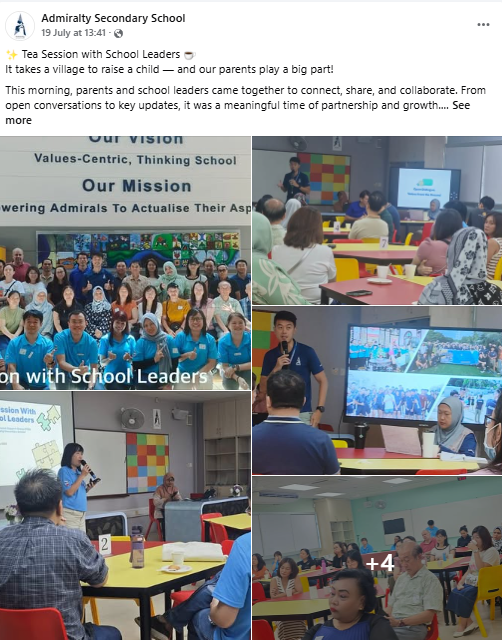 Admiralty Secondary School
19 July at 13:41
✨ Tea Session with School Leaders ☕
It takes a village to raise a child — and our parents play a big part!
This morning, parents and school leaders came together to connect, share, and collaborate. From
open conversations to key updates, it was a meaningful time of partnership and growth.... See
more
Our Vision
Values-Centric, Thinking School
Our Mission
wering Admirals To Actualise Their Asp
on with School Leaders
ession With
ool Leaders
2
+4